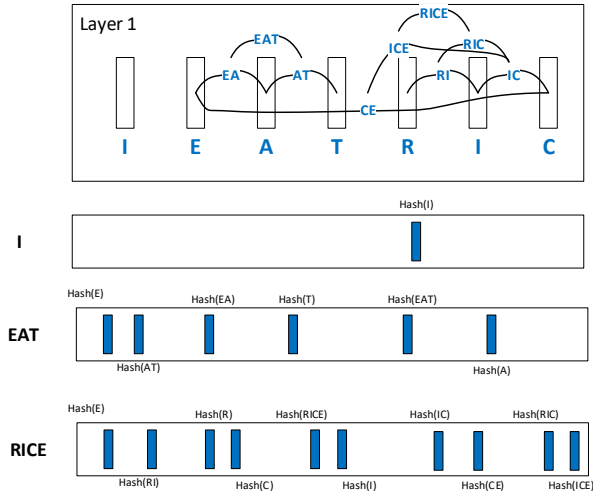 Layer 1
RICE
EAT ICE RIC
EA AT RI IC
CE
I E A T R I C
Hash(I)
I
Hash(E) Hash(EA) Hash(T) Hash(EAT)
EAT
Hash(AT) Hash(A)
Hash(E) Hash(R) Hash(RICE) Hash(IC) Hash(RIC)
RICE
Hash(RI) Hash(C) Hash(I) Hash(CE) Hash(ICE)